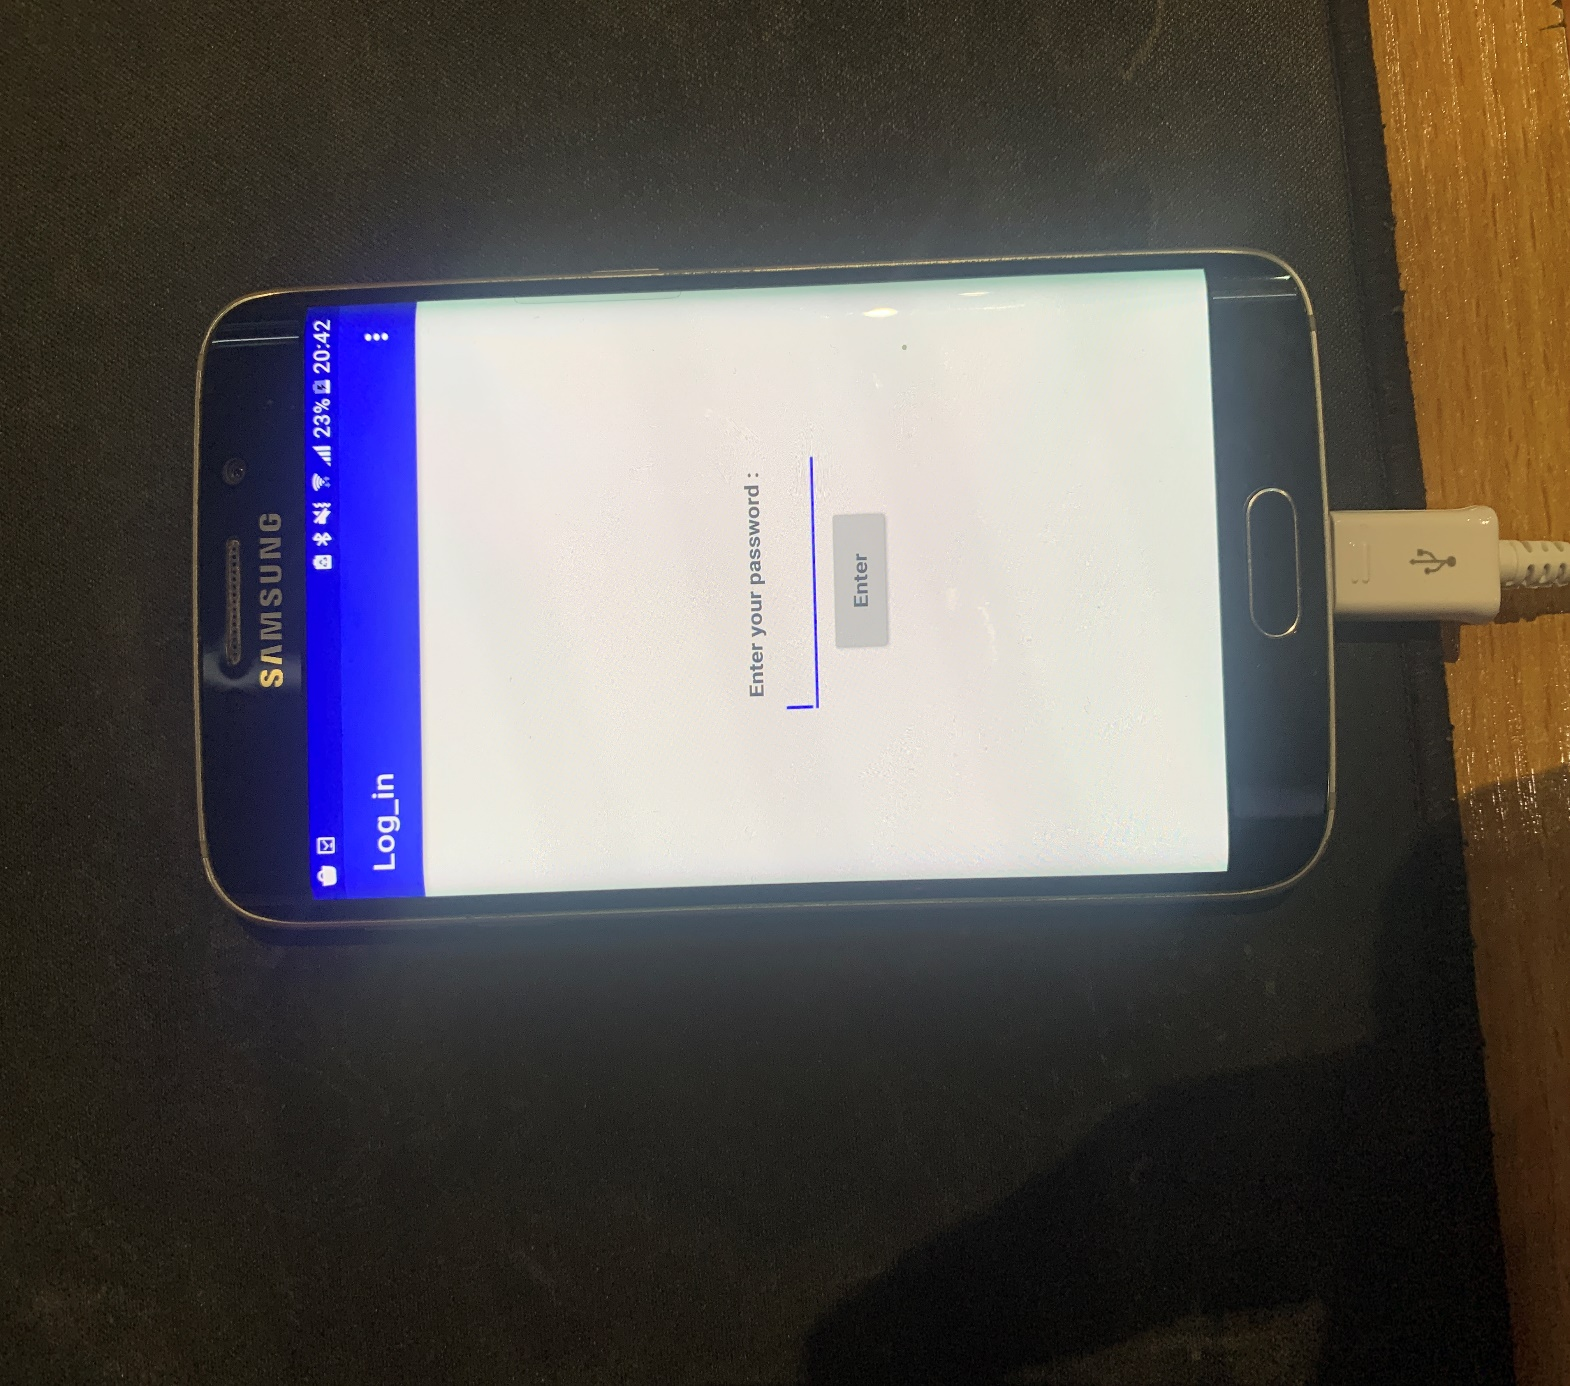 SAMSUNG
23% 20:42
Log_in
Enter your password :
Enter